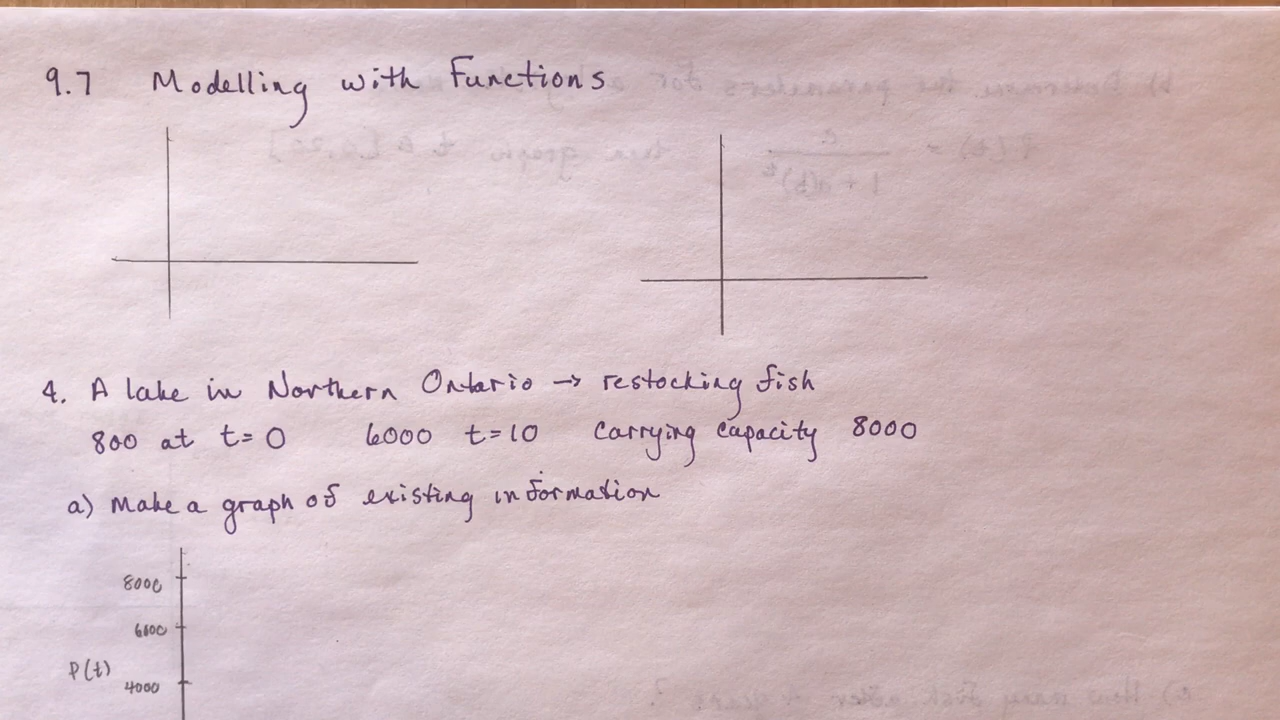 9.7 Modelling with Functions
4. A lake in Northern Ontario → restocking fish
800 at t=0 6000 t=10 Carrying capacity 8000
a) Make a graph of existing information
8000
6000
P(t)
4000